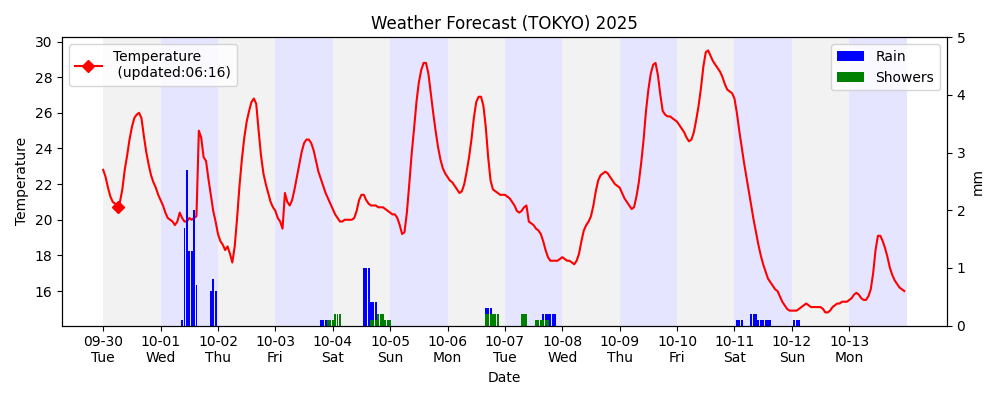 Weather Forecast (TOKYO) 2025
Temperature
(updated:06:16)
Rain
Showers
30
28
26
24
22
20
18
16
Temperature
5
4
3
2
1
0
mm
09-30 10-01 10-02 10-03 10-04 10-05 10-06 10-07 10-08 10-09 10-10 10-11 10-12 10-13
Tue Wed Thu Fri Sat Sun Mon Tue Wed Thu Fri Sat Sun Mon
Date